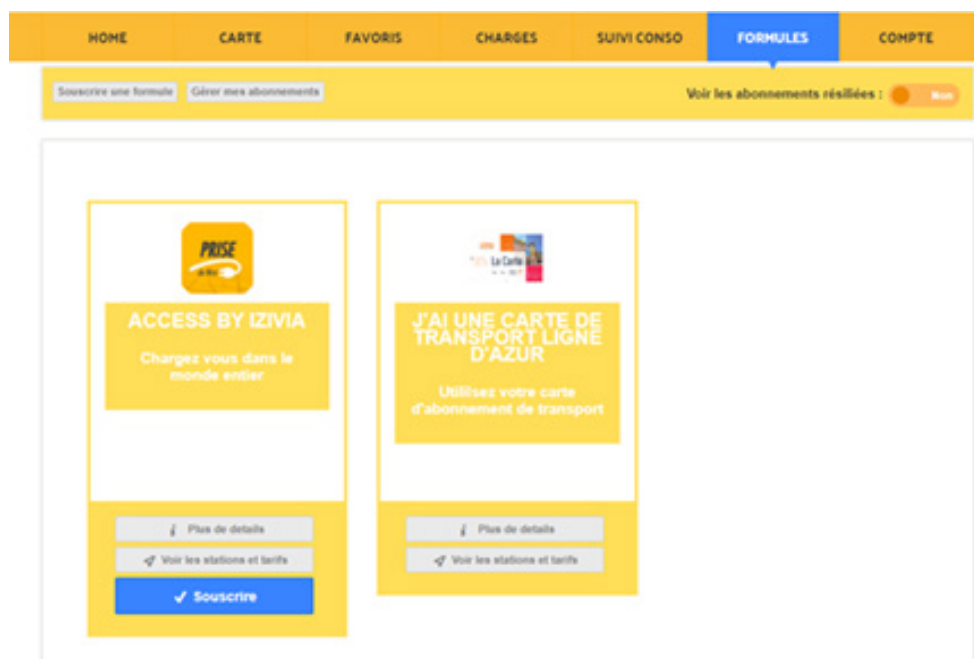 HOME CARTE FAVORIS CHARGES SUIVI CONSO FORMULES COMPTE
Souscrire une formule Gérer mes abonnements Voir les abonnements résiliées : Non
PRISE
ACCESS BY IZIVIA
Chargez vous dans le
monde entier
Plus de details
Voir les stations et tarifs
Souscrire
La Carte
J'AI UNE CARTE DE
TRANSPORT LIGNE
D'AZUR
Utililsez votre carte
d'abonnement de transport
Plus de details
Voir les stations et tarifs